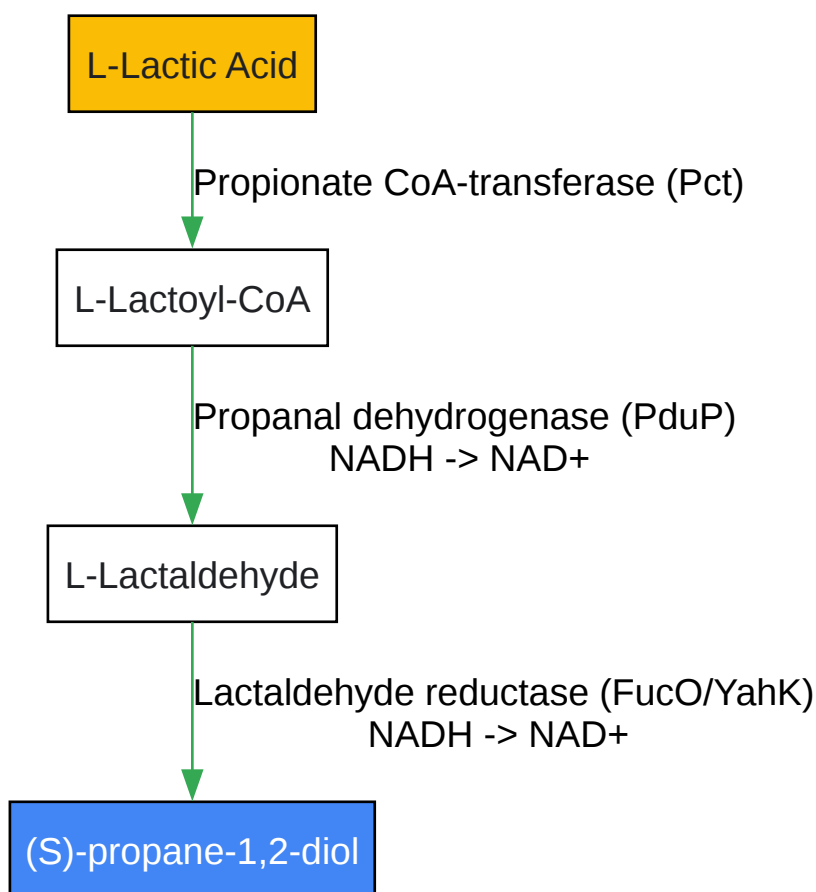 L-Lactic Acid
Propionate CoA-transferase (Pct)
L-Lactoyl-CoA
Propanal dehydrogenase (PduP)
NADH -> NAD+
L-Lactaldehyde
Lactaldehyde reductase (FucO/YahK)
NADH -> NAD+
(S)-propane-1,2-diol